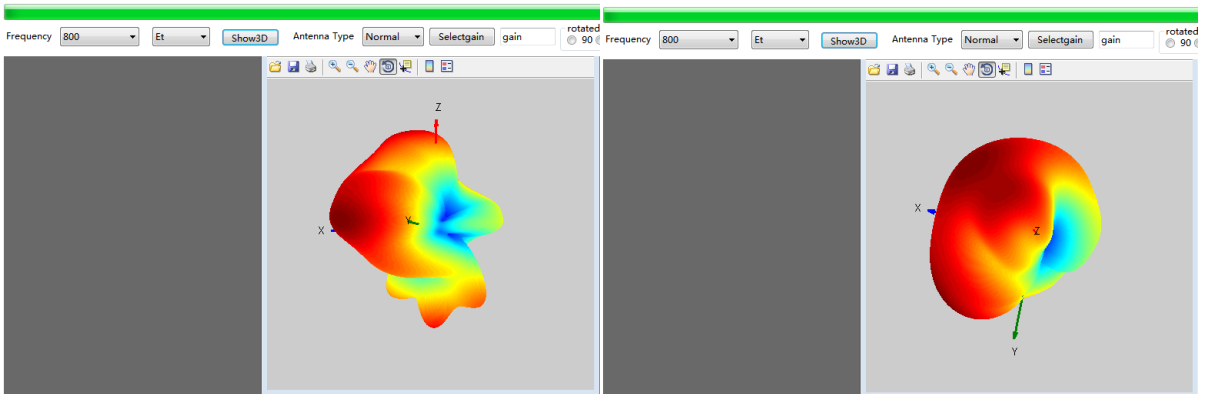 Frequency 800 Et Show3D Antenna Type Normal Selectgain gain rotated
90
Z
Y
X
Frequency 800 Et Show3D Antenna Type Normal Selectgain gain rotated
90
X
Z
Y